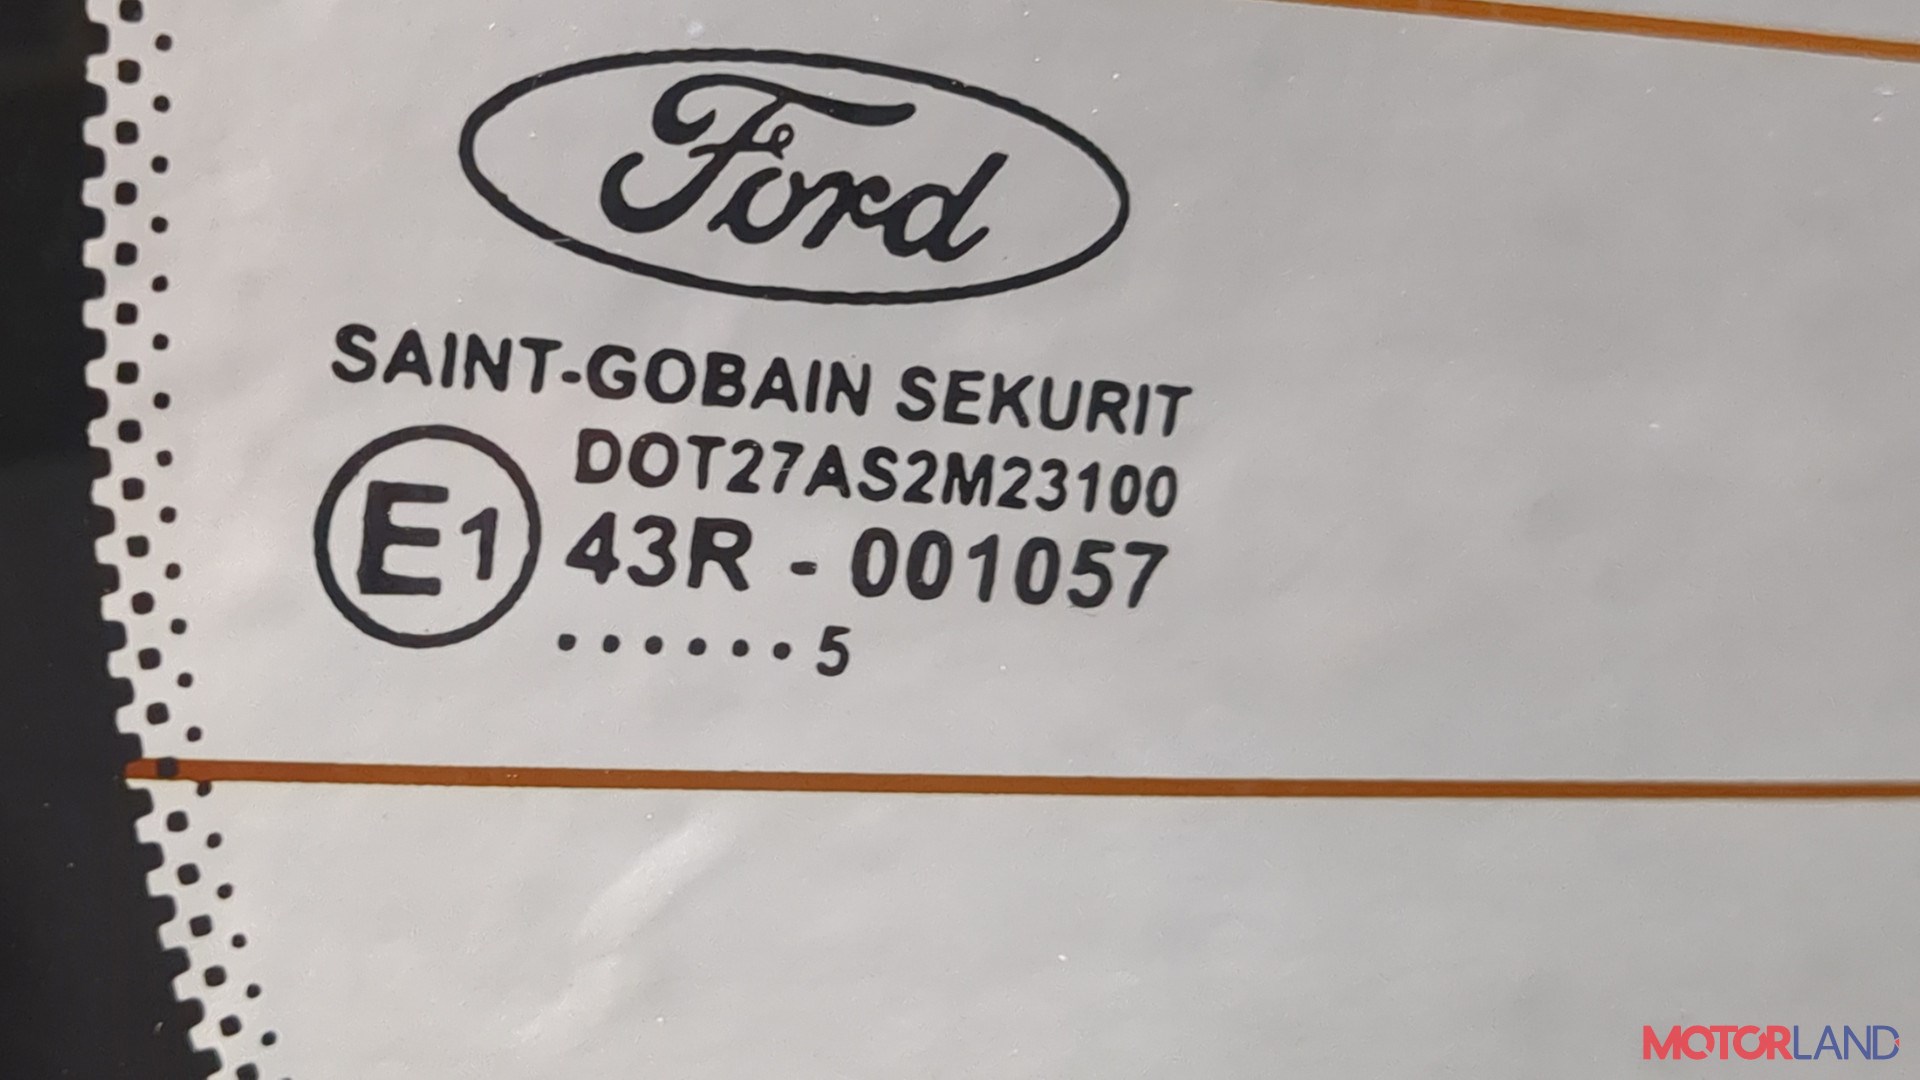 Ford
SAINT-GOBAIN SEKURIT
DOT27AS2M23100
E1 43R - 001057
......5
MOTORLAND